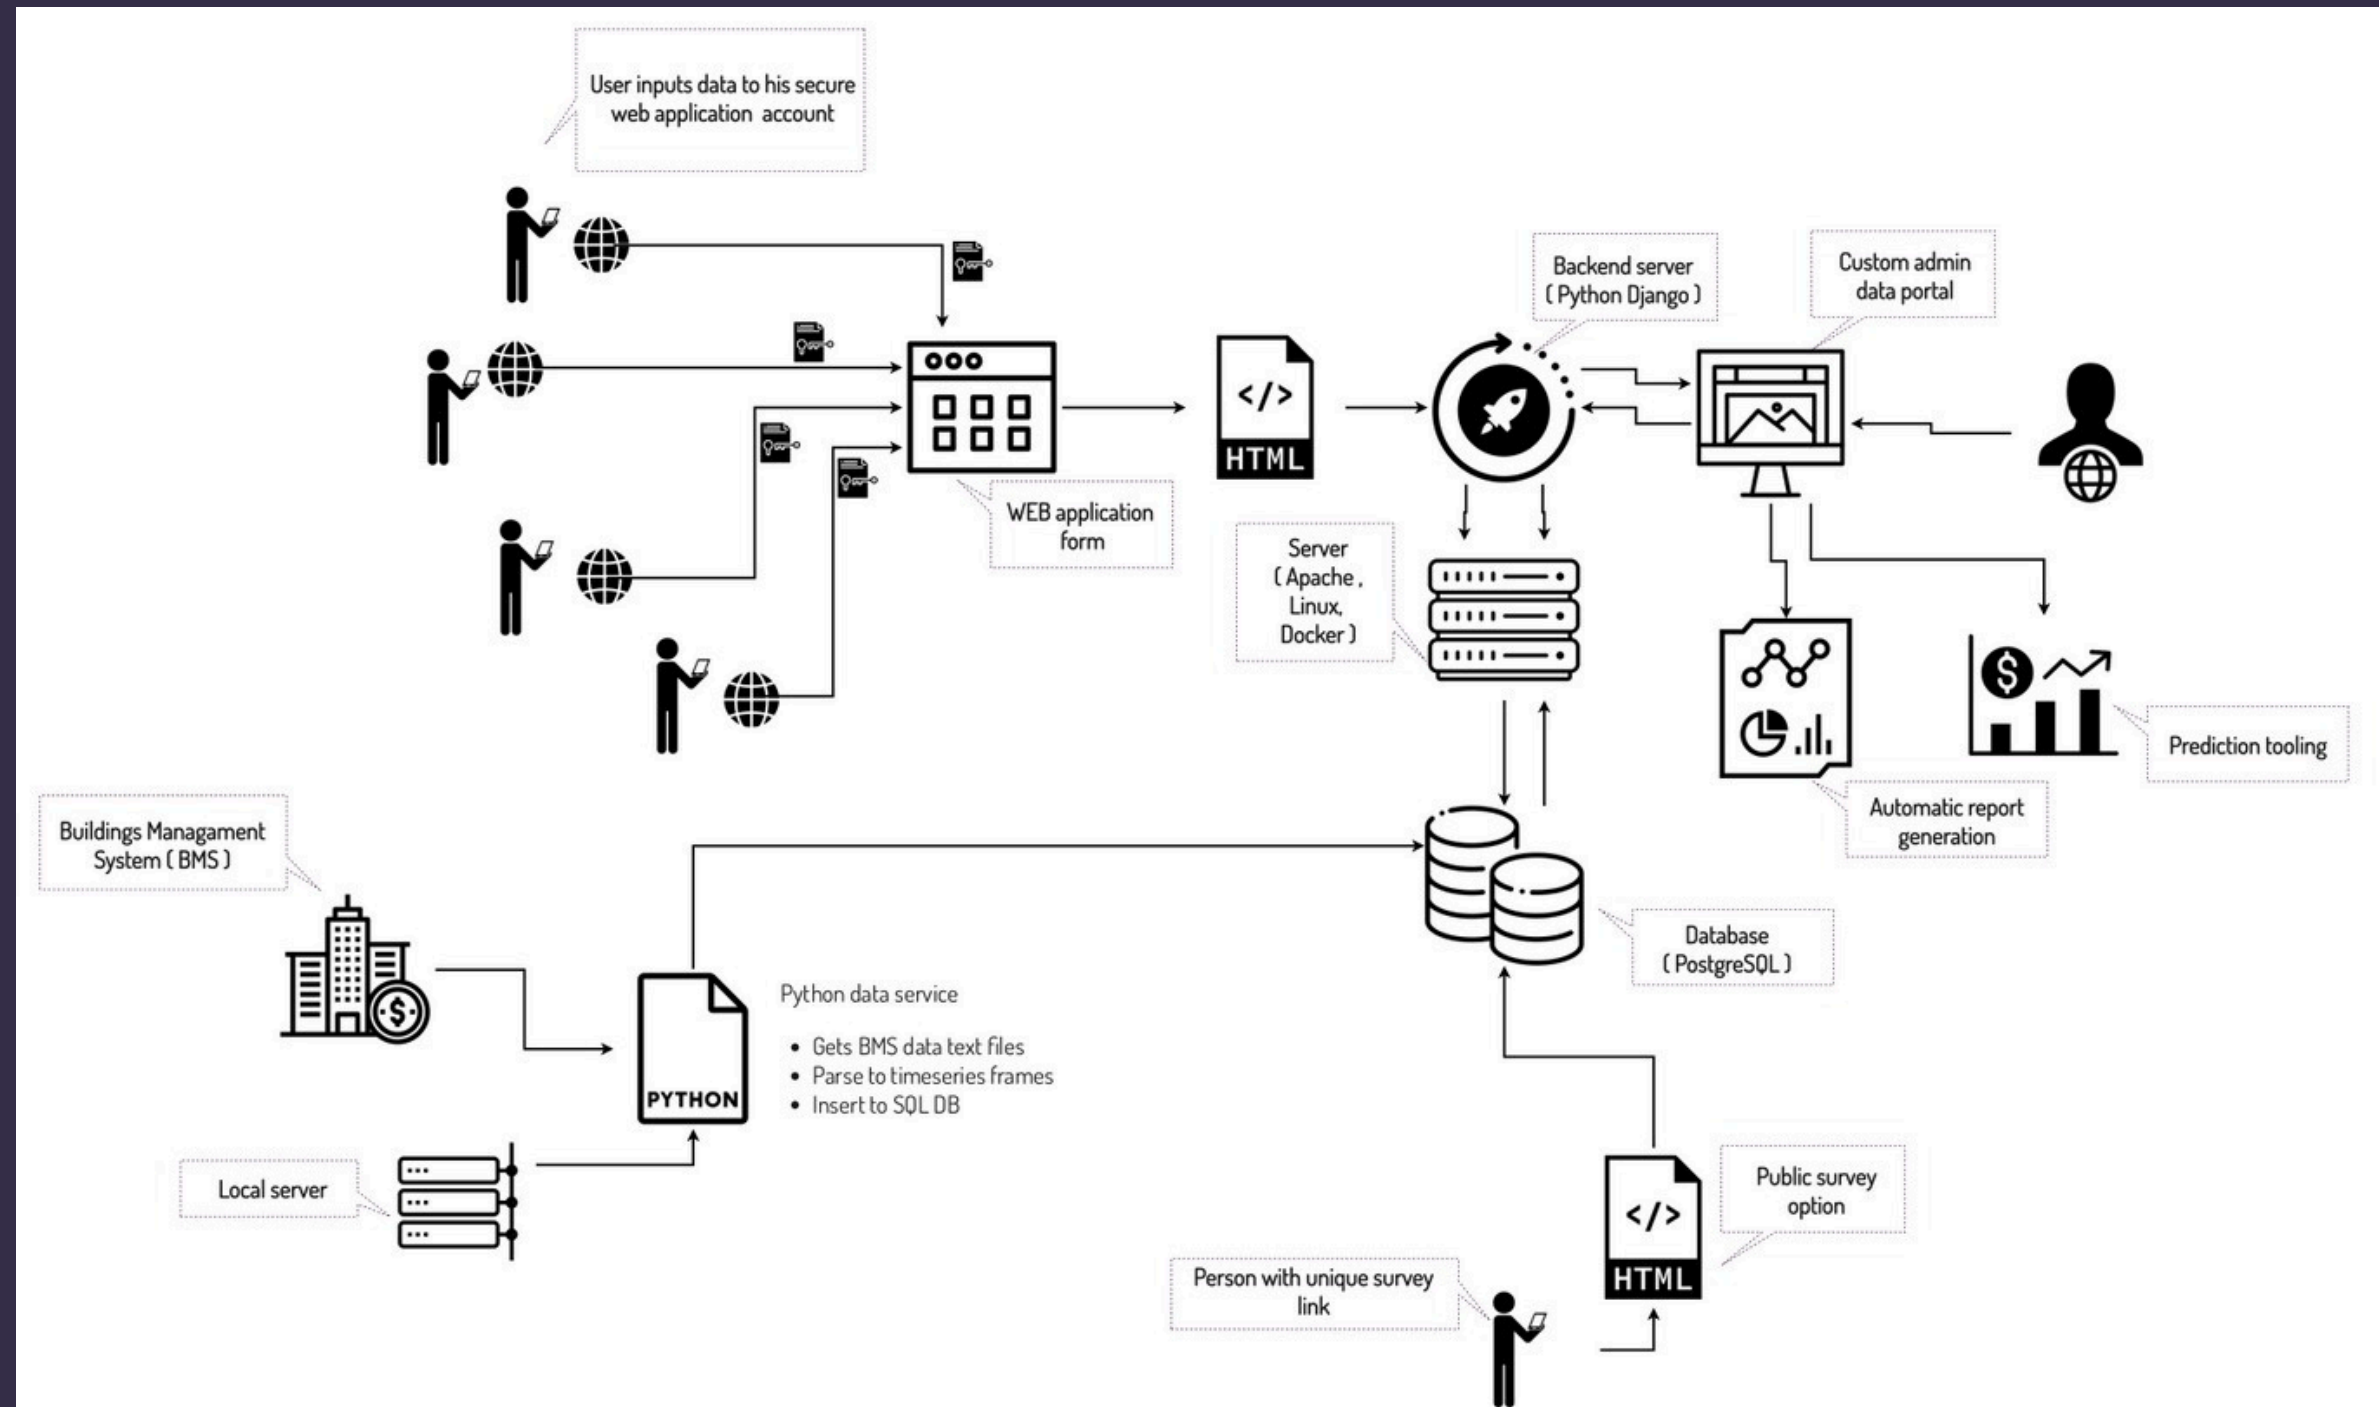 User inputs data to his secure
web application account
Backend server
( Python Django )
Custom admin
data portal
</>
HTML
WEB application
form
Server
( Apache ,
Linux,
Docker )
$
Prediction tooling
Automatic report
generation
Buildings Managament
System ( BMS )
$
Database
( PostgreSQL )
Python data service
• Gets BMS data text files
• Parse to timeseries frames
• Insert to SQL DB
PYTHON
Local server
Public survey
option
</>
HTML
Person with unique survey
link